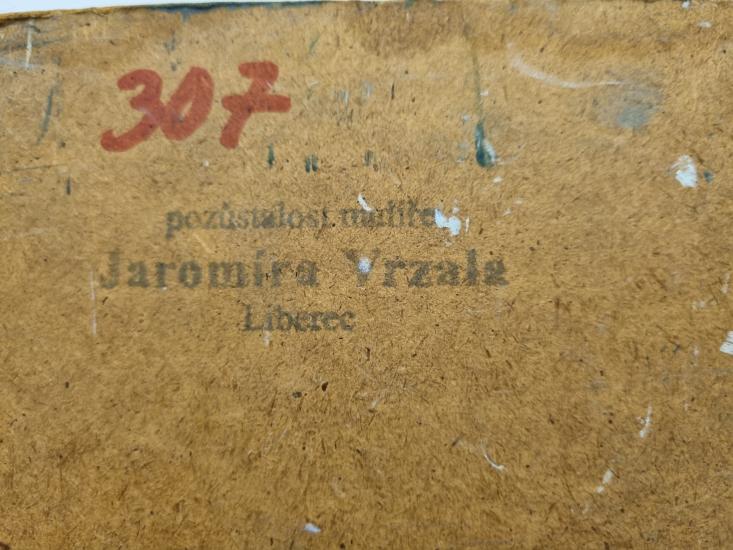 307
pozůstalost malíře
Jaromíra Vrzala
Liberec